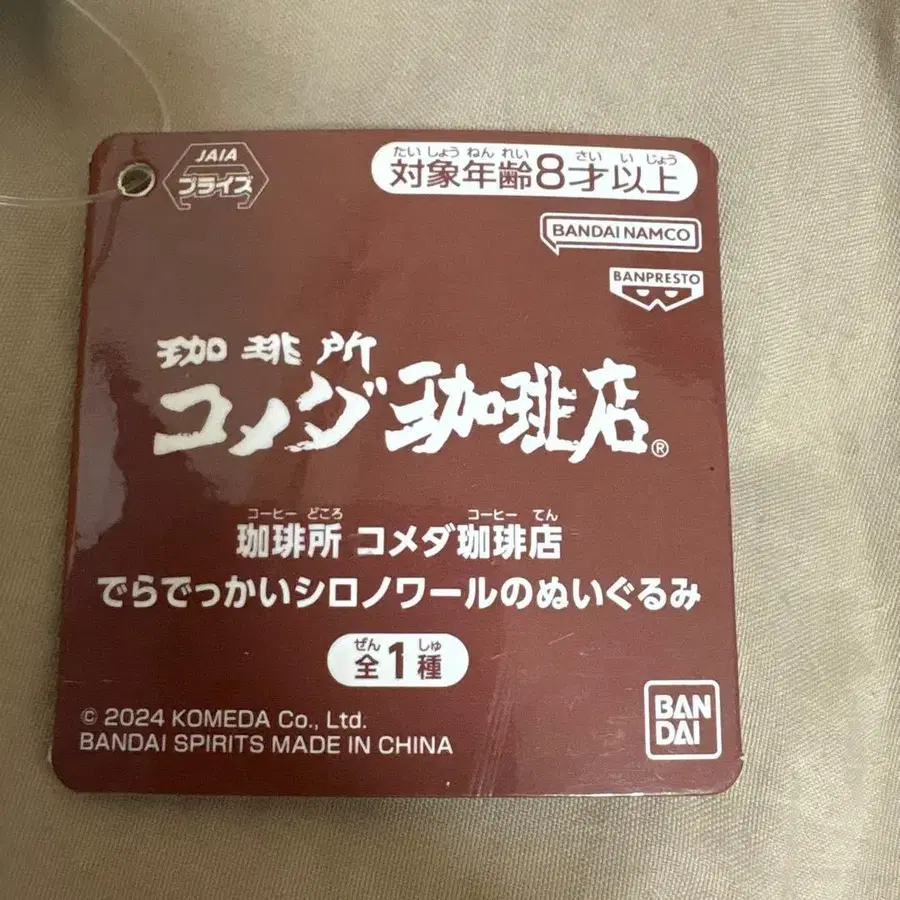 JAIA
プライズ
たいしょうねんれい さいいじょう
対象年齢8才以上
BANDAI NAMCO
BANPRESTO
珈琲所
コメダ珈琲店®
コーヒー どころ コーヒー てん
珈琲所 コメダ珈琲店
でらでっかいシロノワールのぬいぐるみ
ぜん しゅ
全1種
© 2024 KOMEDA Co., Ltd.
BANDAI SPIRITS MADE IN CHINA
BAN
DAI